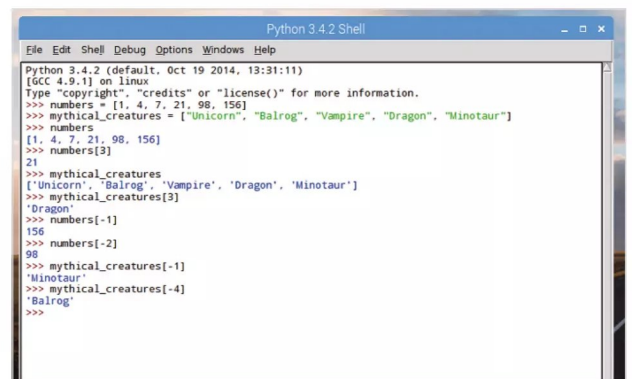 Python 3.4.2 Shell
File Edit Shell Debug Options Windows Help
Python 3.4.2 (default, Oct 19 2014, 13:31:11)
[GCC 4.9.1] on linux
Type "copyright", "credits" or "license()" for more information.
>>> numbers = [1, 4, 7, 21, 98, 156]
>>> mythical_creatures = ["Unicorn", "Balrog", "Vampire", "Dragon", "Minotaur"]
>>> numbers
[1, 4, 7, 21, 98, 156]
>>> numbers[3]
21
>>> mythical_creatures
['Unicorn', 'Balrog', 'Vampire', 'Dragon', 'Minotaur']
>>> mythical_creatures[3]
'Dragon'
>>> numbers[-1]
156
>>> numbers[-2]
98
>>> mythical_creatures[-1]
'Minotaur'
>>> mythical_creatures[-4]
'Balrog'
>>>